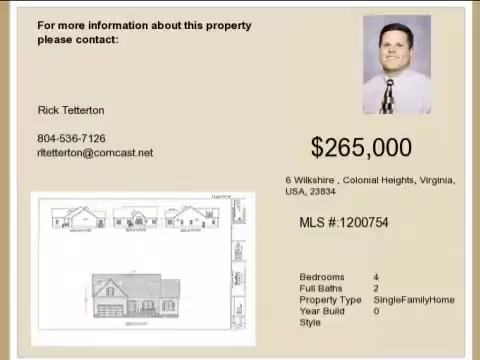 For more information about this property
please contact:
Rick Tetterton
804-536-7126
rltetterton@comcast.net
$265,000
6 Wilkshire , Colonial Heights, Virginia,
USA, 23834
MLS #:1200754
Bedrooms 4
Full Baths 2
Property Type SingleFamilyHome
Year Build 0
Style